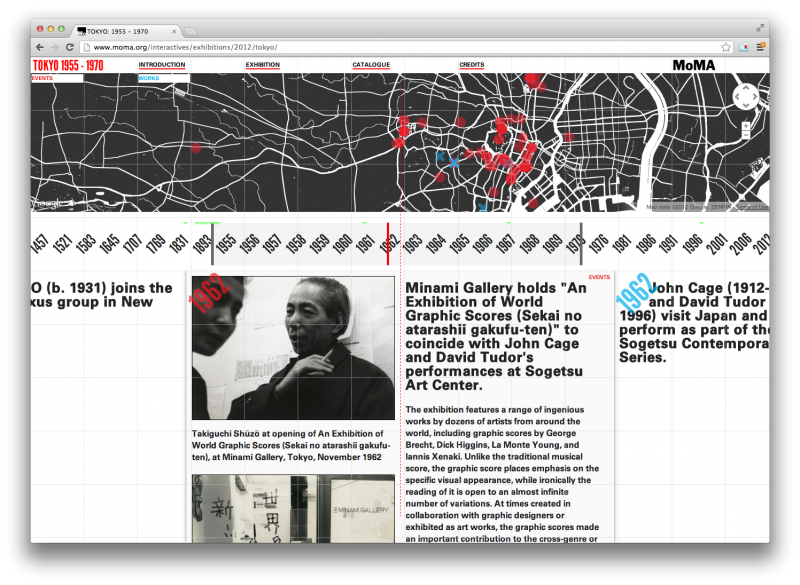 TOKYO: 1955 – 1970
www.moma.org/interactives/exhibitions/2012/tokyo/
TOKYO 1955 - 1970
INTRODUCTION
EXHIBITION
CATALOGUE
CREDITS
MoMA
EVENTS
WORKS
Google
Map data ©2012 Google, ZENRIN - Terms of Use
1457 1521 1583 1645 1707 1769 1831 1893 1955 1956 1957 1958 1959 1960 1961 1962 1963 1964 1965 1966 1967 1968 1969 1970 1978 1981 1986 1991 1996 2001 2006 2012
O (b. 1931) joins the
xus group in New
1962
Takiguchi Shūzō at opening of An Exhibition of
World Graphic Scores (Sekai no atarashii gakufu-
ten), at Minami Gallery, Tokyo, November 1962
新し
世界
MINAMI GALLERY
EVENTS
Minami Gallery holds "An
Exhibition of World
Graphic Scores (Sekai no
atarashii gakufu-ten)" to
coincide with John Cage
and David Tudor's
performances at Sogetsu
Art Center.
The exhibition features a range of ingenious
works by dozens of artists from around the
world, including graphic scores by George
Brecht, Dick Higgins, La Monte Young, and
Iannis Xenaki. Unlike the traditional musical
score, the graphic score places emphasis on the
specific visual appearance, while ironically the
reading of it is open to an almost infinite
number of variations. At times created in
collaboration with graphic designers or
exhibited as art works, the graphic scores made
an important contribution to the cross-genre or
1962
John Cage (1912-
and David Tudor
1996) visit Japan and
perform as part of the
Sogetsu Contempora
Series.